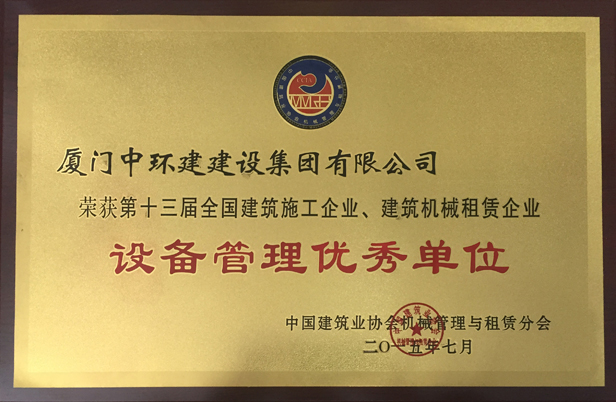 厦门中环建建设集团有限公司
荣获第十三届全国建筑施工企业、建筑机械租赁企业
设备管理优秀单位
中国建筑业协会机械管理与租赁分会
二〇一五年七月